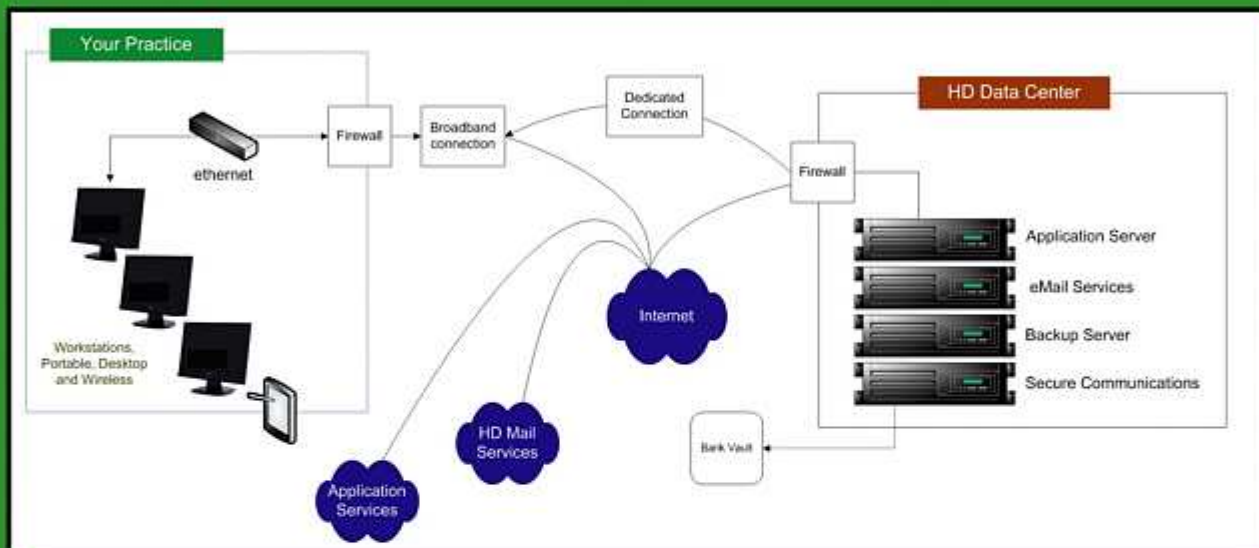 Your Practice
HD Data Center
Dedicated
Connection
Firewall
Broadband
connection
ethernet
Firewall
Application Server
Internet
eMail Services
Workstations,
Portable, Desktop
and Wireless
Backup Server
Secure Communications
HD Mail
Services
Bank Vault
Application
Services